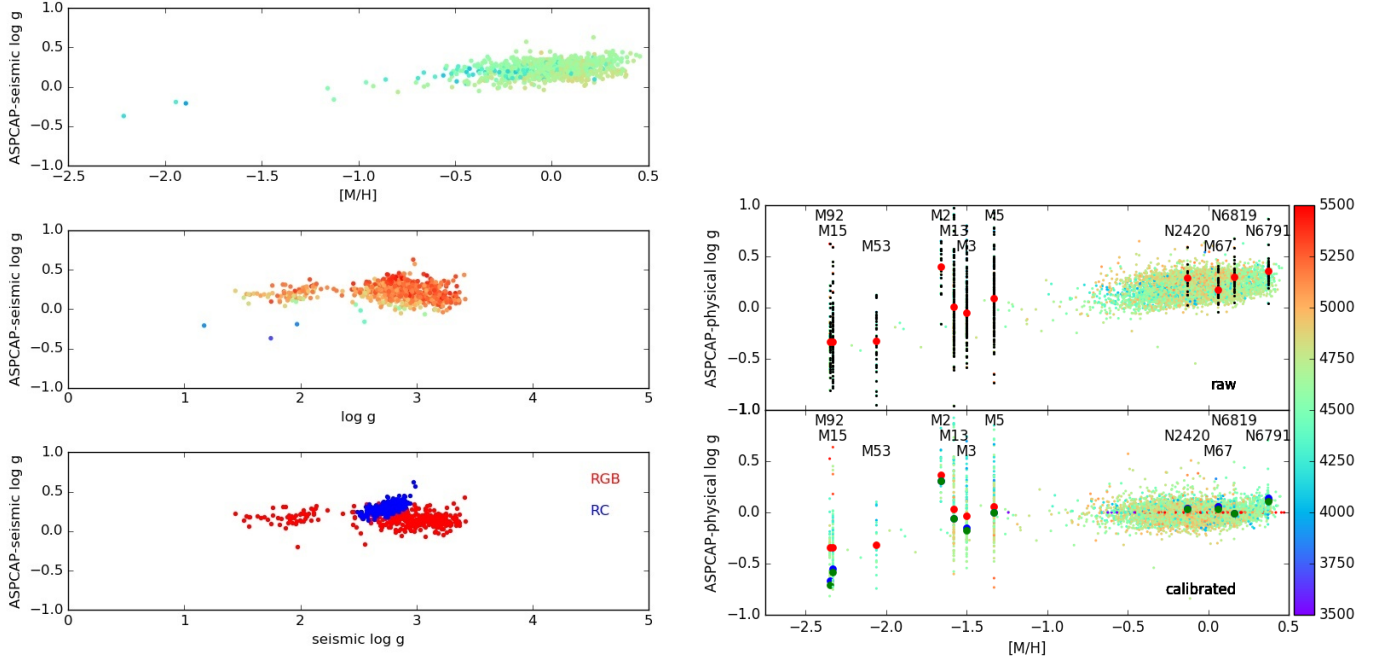 ASPCAP-seismic log g
1.0
0.5
0.0
−0.5
−1.0
−2.5 −2.0 −1.5 −1.0 −0.5 0.0 0.5
[M/H]
ASPCAP-seismic log g
1.0
0.5
0.0
−0.5
−1.0
0 1 2 3 4 5
log g
ASPCAP-seismic log g
1.0
0.5
0.0
−0.5
−1.0
RGB
RC
0 1 2 3 4 5
seismic log g
ASPCAP-physical log g
1.0
0.5
0.0
−0.5
−1.0
M92 M2 M5 N6819
M15 M13 N2420 N6791
M53 M3 M67
raw
ASPCAP-physical log g
1.0
0.5
0.0
−0.5
−1.0
M92 M2 M5 N6819
M15 M13 N2420 N6791
M53 M3 M67
calibrated
−2.5 −2.0 −1.5 −1.0 −0.5 0.0 0.5
[M/H]
5500
5250
5000
4750
4500
4250
4000
3750
3500